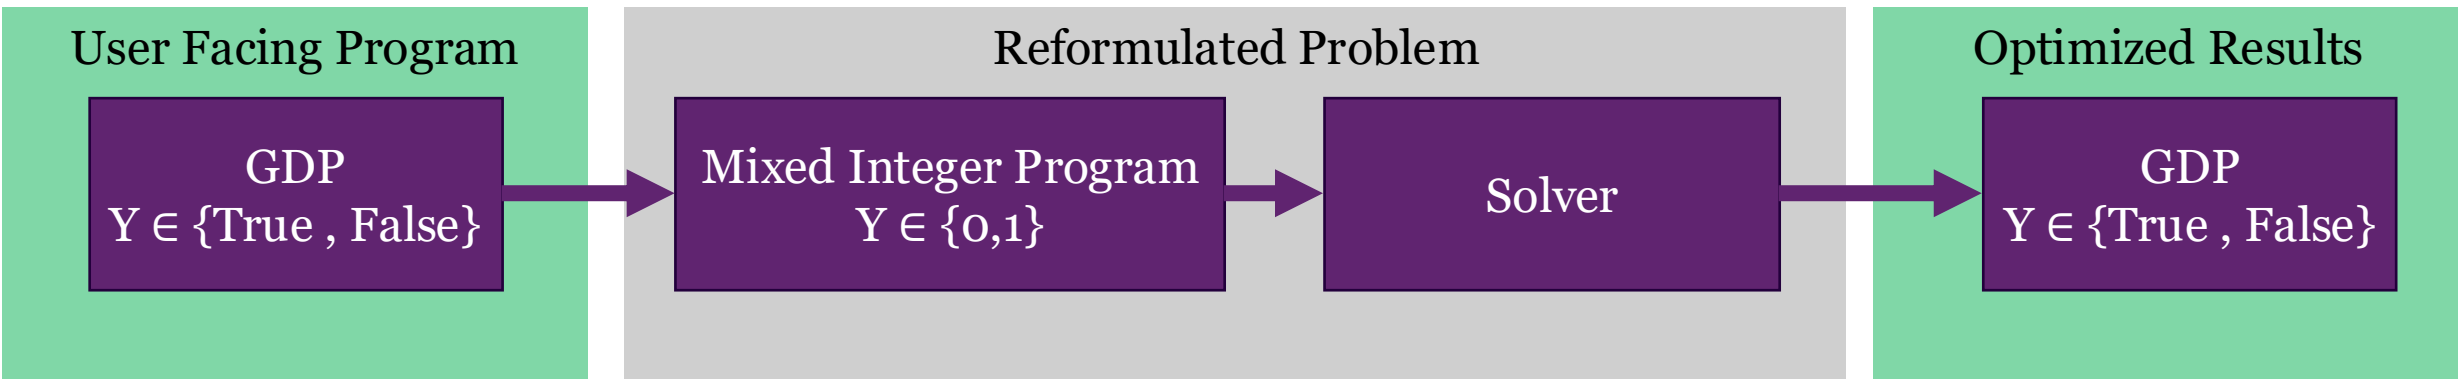 User Facing Program
GDP
Y ∈ {True , False}
Reformulated Problem
Mixed Integer Program
Y ∈ {0,1}
Solver
Optimized Results
GDP
Y ∈ {True , False}